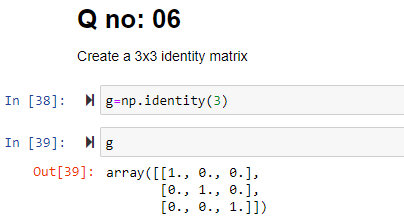 Q no: 06
Create a 3x3 identity matrix
In [38]: g=np.identity(3)
In [39]: g
Out[39]: array([[1., 0., 0.],
       [0., 1., 0.],
       [0., 0., 1.]])